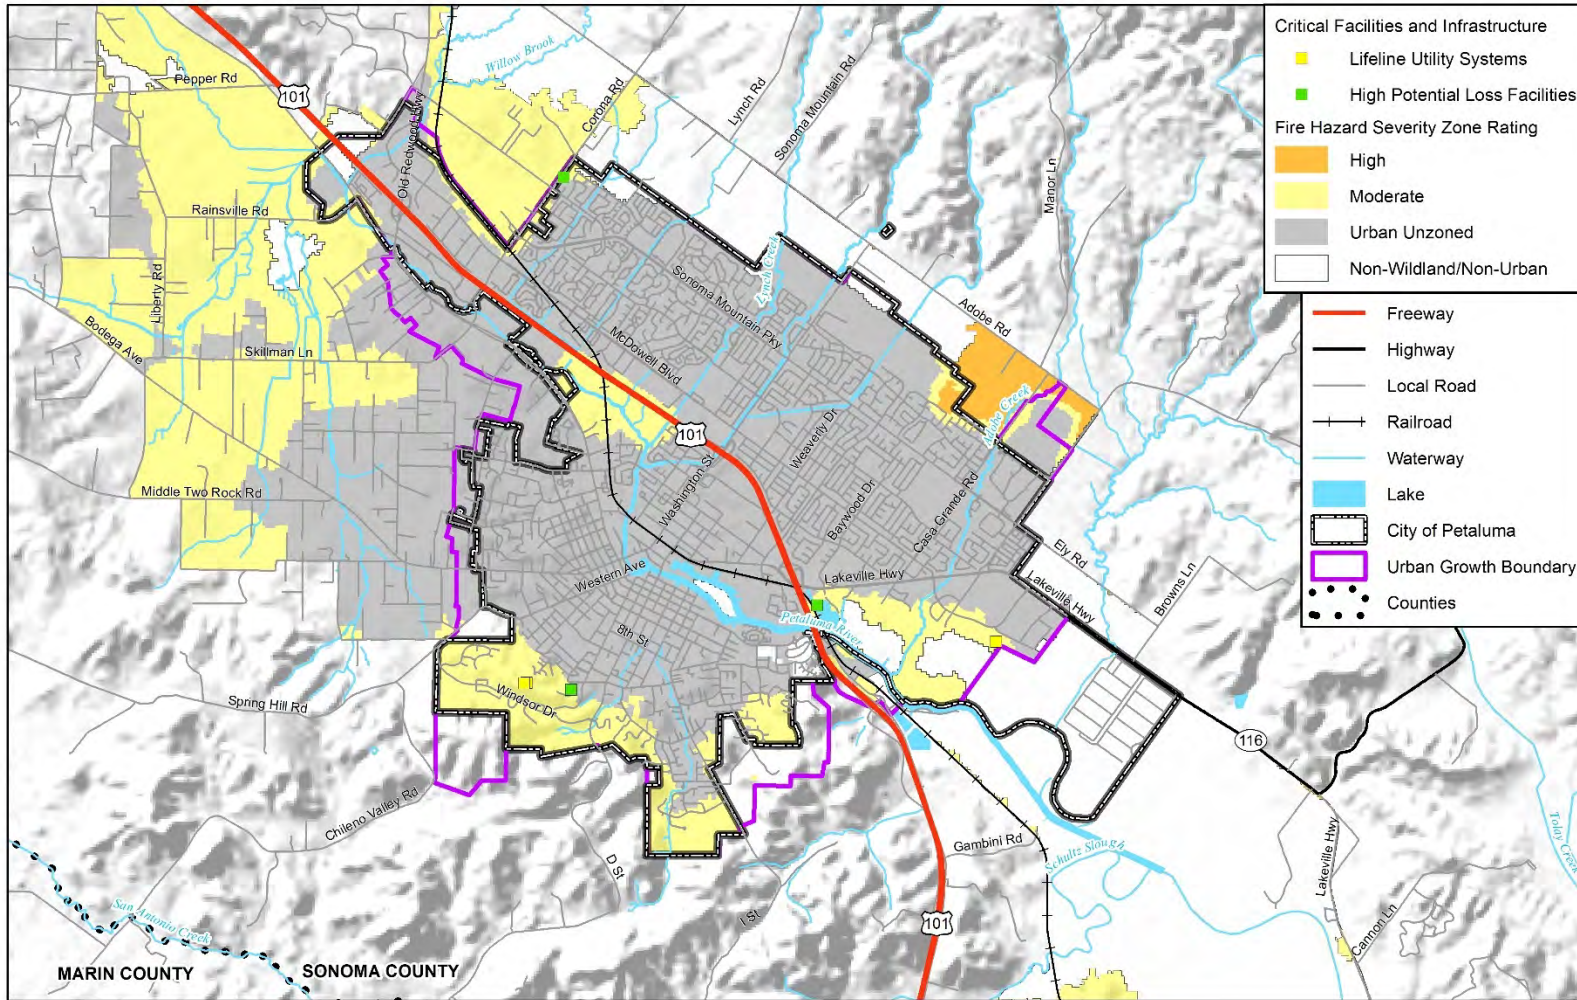 Critical Facilities and Infrastructure
Lifeline Utility Systems
High Potential Loss Facilities
Fire Hazard Severity Zone Rating
High
Moderate
Urban Unzoned
Non-Wildland/Non-Urban
Freeway
Highway
Local Road
Railroad
Waterway
Lake
City of Petaluma
Urban Growth Boundary
Counties
Willow Brook
Pepper Rd
101
Corona Rd
Lynch Rd
Sonoma Mountain Rd
Old Redwood Hwy
Manor Ln
Rainsville Rd
Liberty Rd
Lynch Creek
Sonoma Mountain Pky
Adobe Rd
Bodega Ave
Skillman Ln
McDowell Blvd
Adobe Creek
101
Weaverly Dr
Washington St
Middle Two Rock Rd
Baywood Dr
Casa Grande Rd
Ely Rd
Western Ave
Lakeville Hwy
Browns Ln
Lakeville Hwy
Petaluma River
8th St
Windsor Dr
Spring Hill Rd
116
Chileno Valley Rd
D St
Gambini Rd
Schultz Slough
Lakeville Hwy
Tolay Creek
I St
101
Cannon Ln
San Antonio Creek
MARIN COUNTY
SONOMA COUNTY